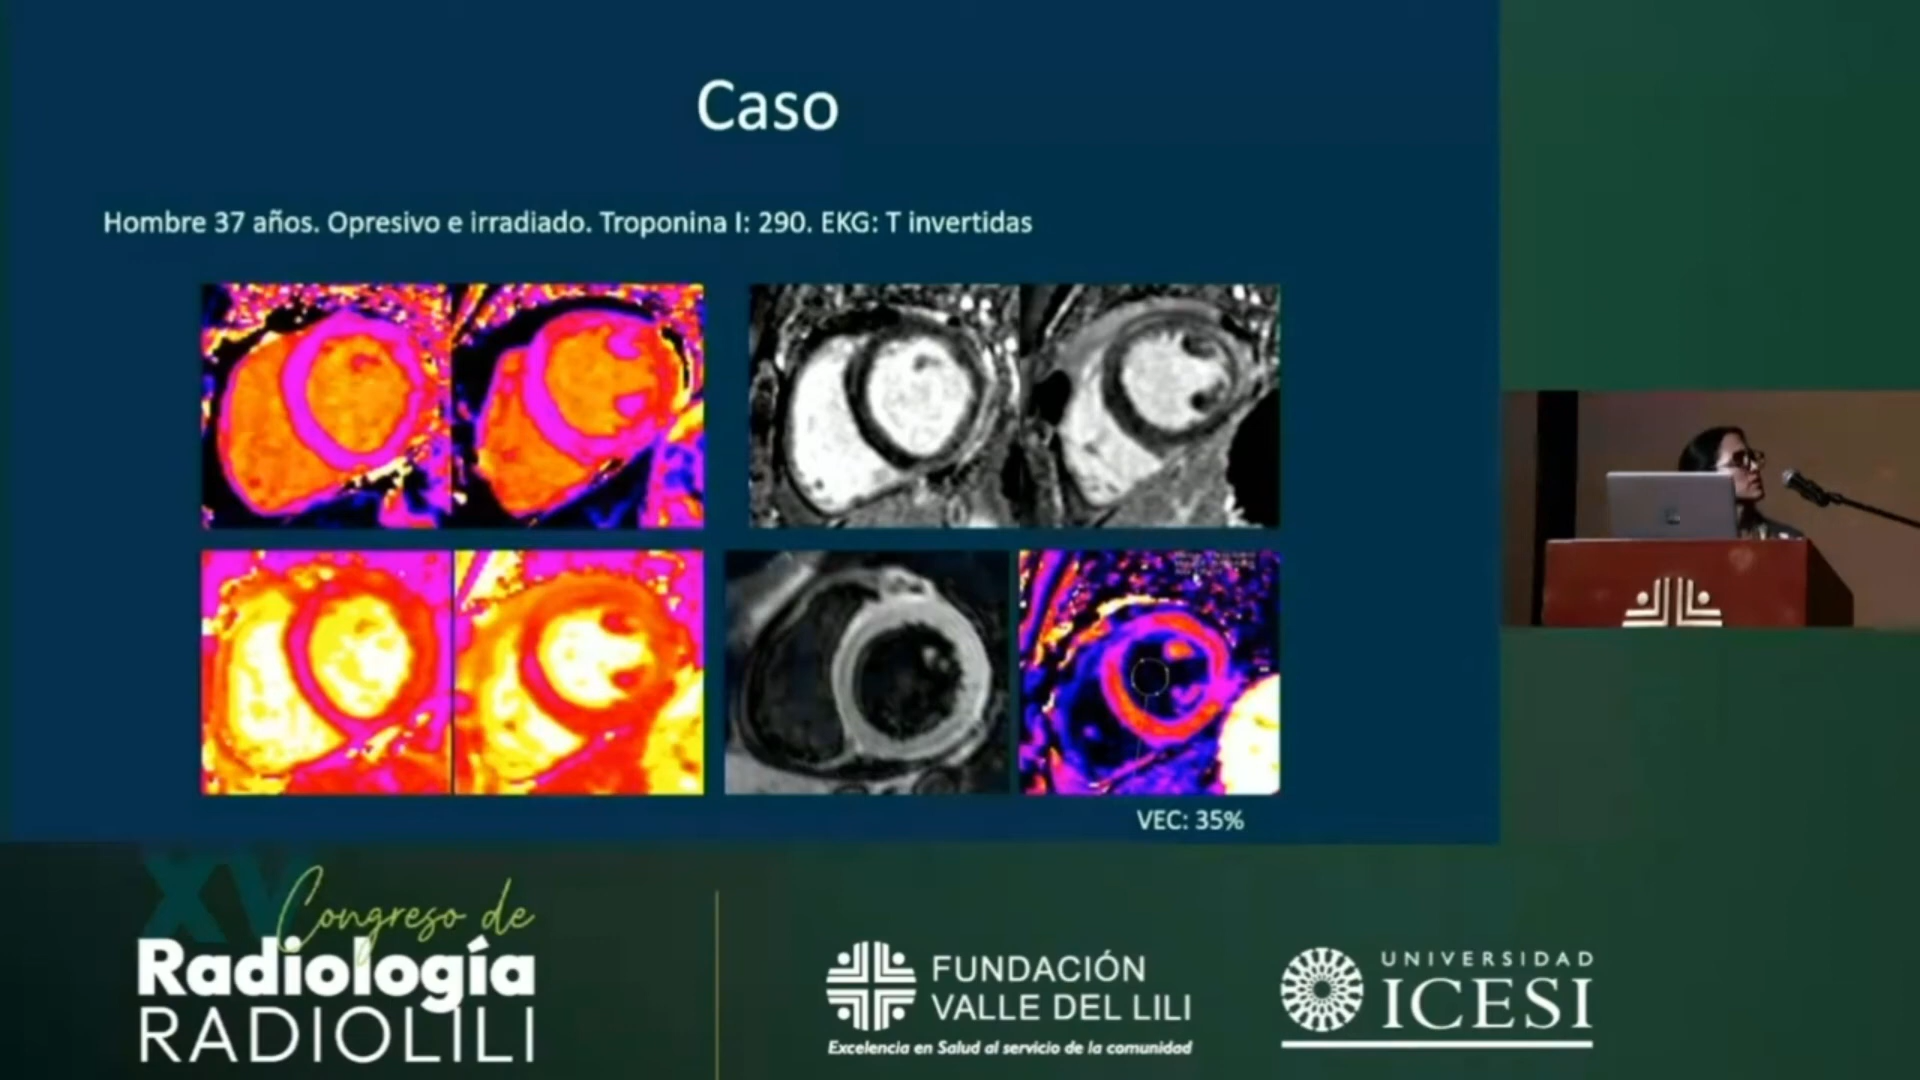 Caso
Hombre 37 años. Opresivo e irradiado. Troponina I: 290. EKG: T invertidas
VEC: 35%
XV Congreso de
Radiología
RADIOLILI
FUNDACIÓN
VALLE DEL LILI
Excelencia en Salud al servicio de la comunidad
UNIVERSIDAD
ICESI